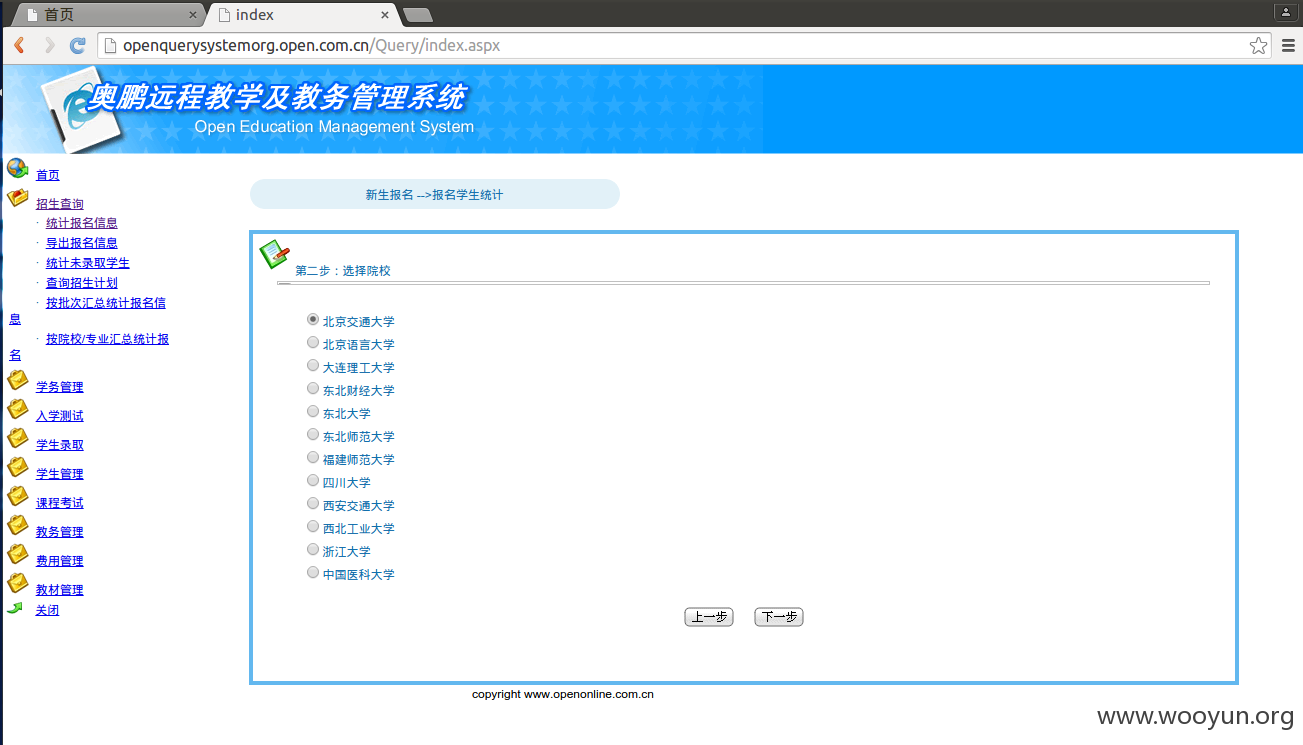 首页
index
openquerysystemorg.open.com.cn/Query/index.aspx
奥鹏远程教学及教务管理系统
Open Education Management System
首页
招生查询
统计报名信息
导出报名信息
统计未录取学生
查询招生计划
按批次汇总统计报名信
息
按院校/专业汇总统计报
名
学务管理
入学测试
学生录取
学生管理
课程考试
教务管理
费用管理
教材管理
关闭
新生报名 -->报名学生统计
第二步：选择院校
北京交通大学
北京语言大学
大连理工大学
东北财经大学
东北大学
东北师范大学
福建师范大学
四川大学
西安交通大学
西北工业大学
浙江大学
中国医科大学
上一步 下一步
copyright www.openonline.com.cn
www.wooyun.org